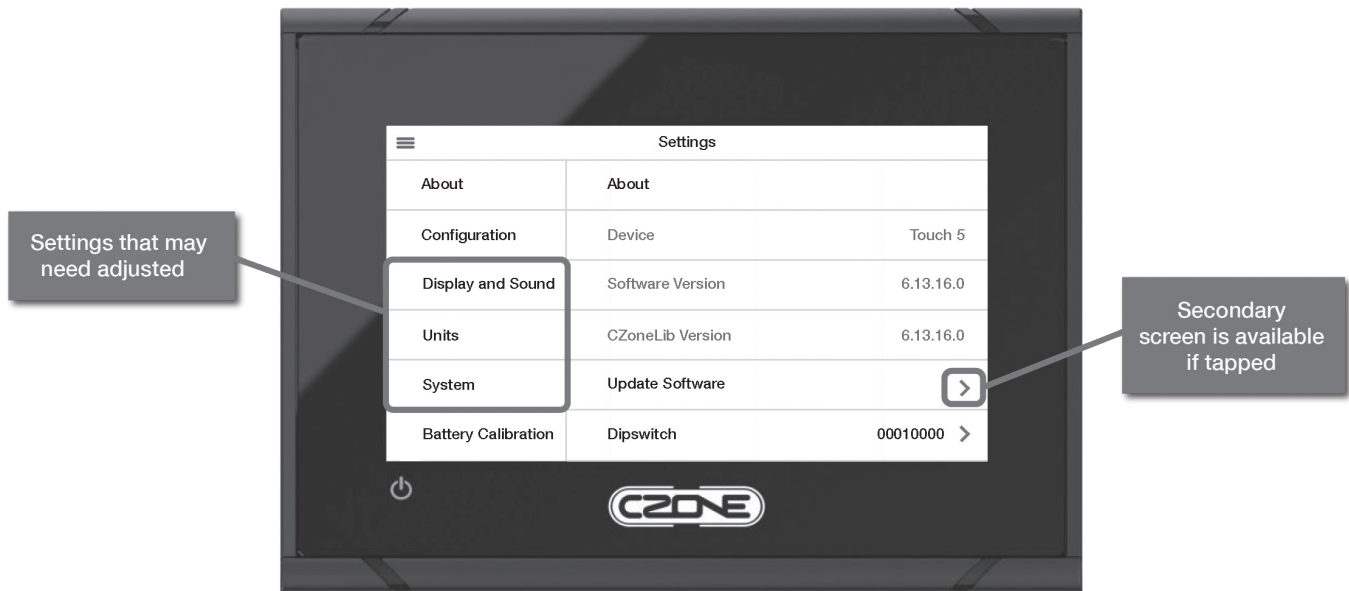 Settings
About
About
Configuration
Device
Touch 5
Settings that may
need adjusted
Display and Sound
Software Version
6.13.16.0
Units
CZoneLib Version
6.13.16.0
Secondary
screen is available
if tapped
System
Update Software
Battery Calibration
Dipswitch
00010000
CZONE